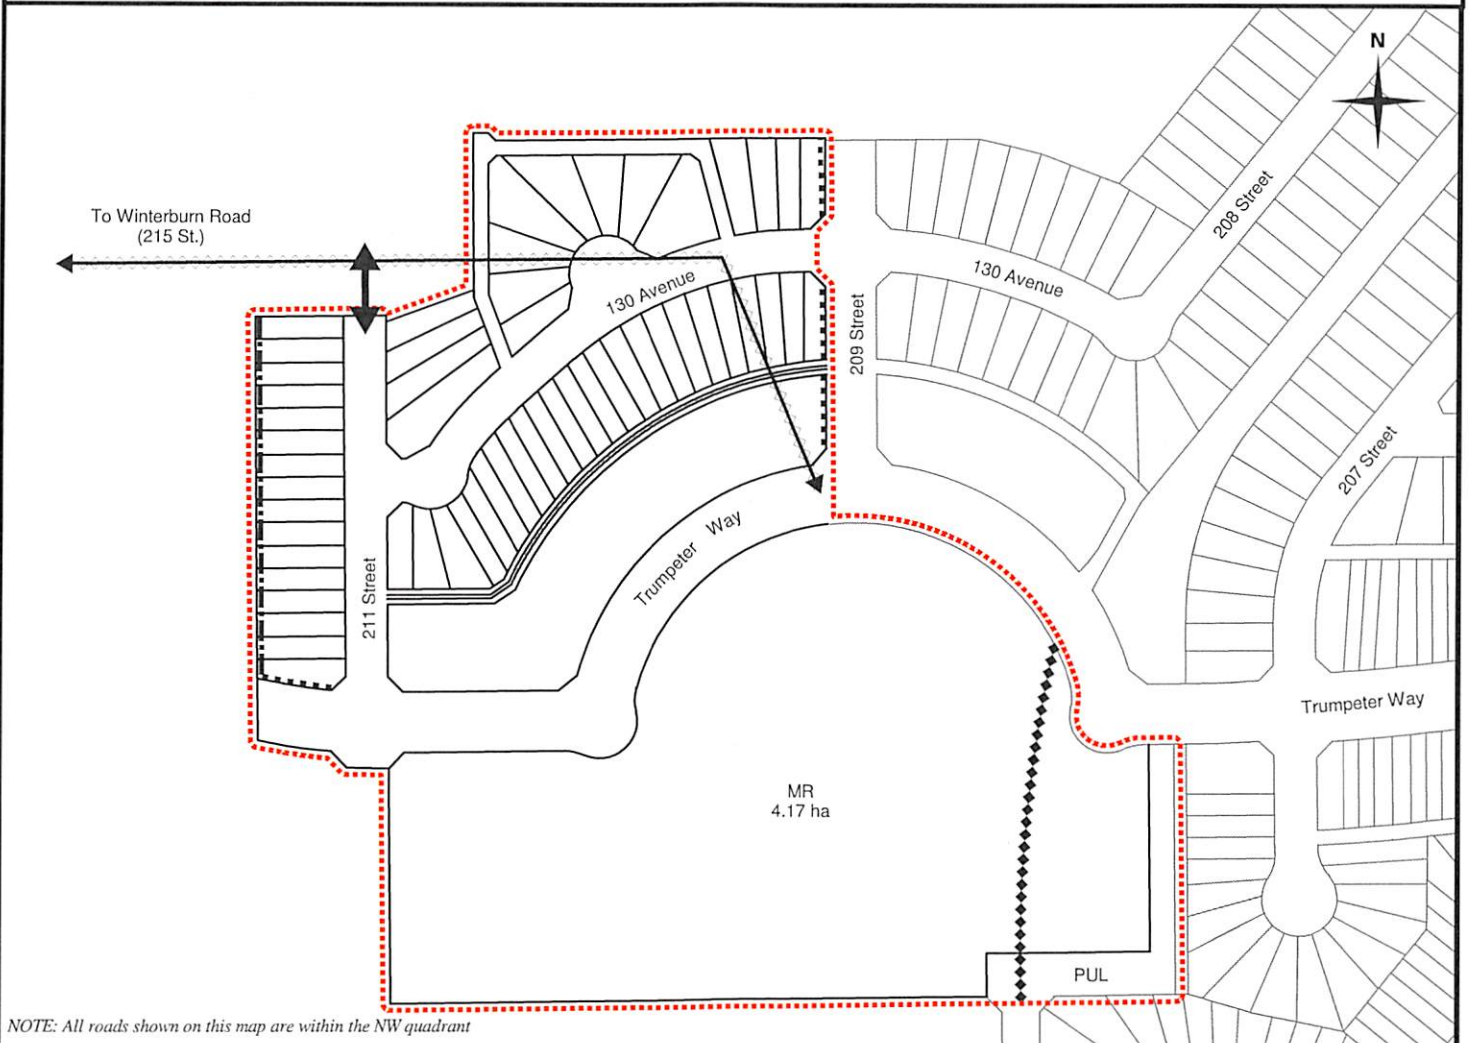 N
To Winterburn Road
(215 St.)
208 Street
130 Avenue
130 Avenue
209 Street
207 Street
Trumpeter Way
211 Street
Trumpeter Way
MR
4.17 ha
PUL
NOTE: All roads shown on this map are within the NW quadrant